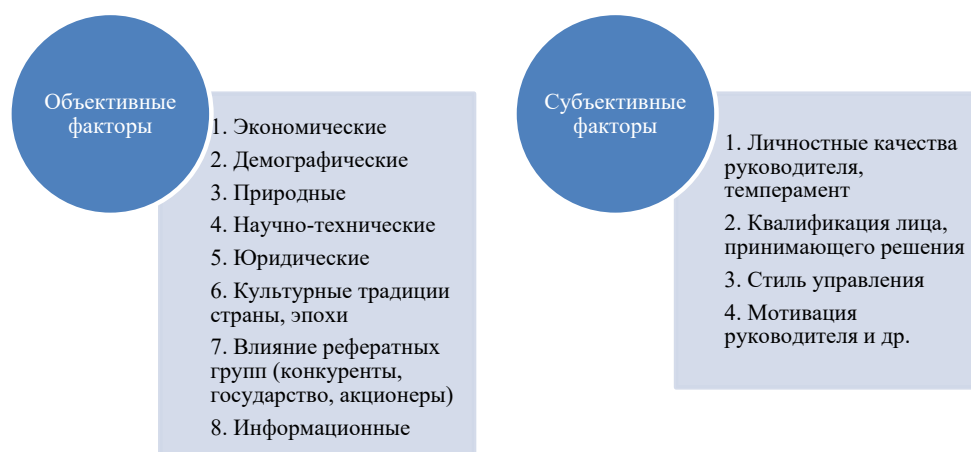 Объективные
факторы
1. Экономические
2. Демографические
3. Природные
4. Научно-технические
5. Юридические
6. Культурные традиции
страны, эпохи
7. Влияние рефератных
групп (конкуренты,
государство, акционеры)
8. Информационные
Субъективные
факторы
1. Личностные качества
руководителя,
темперамент
2. Квалификация лица,
принимающего решения
3. Стиль управления
4. Мотивация
руководителя и др.